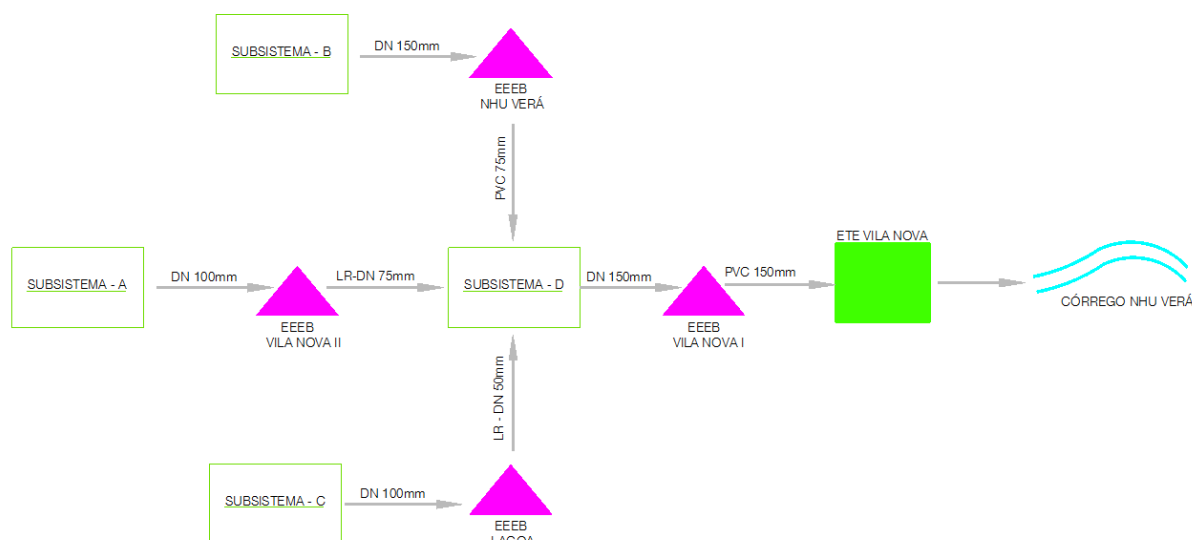 SUBSISTEMA - B
DN 150mm
EEEB
NHU VERÁ
PVC 75mm
ETE VILA NOVA
SUBSISTEMA - A
DN 100mm
LR-DN 75mm
SUBSISTEMA - D
DN 150mm
PVC 150mm
EEEB
VILA NOVA II
EEEB
VILA NOVA I
CÓRREGO NHU VERÁ
LR - DN 50mm
SUBSISTEMA - C
DN 100mm
EEEB
LAGOA